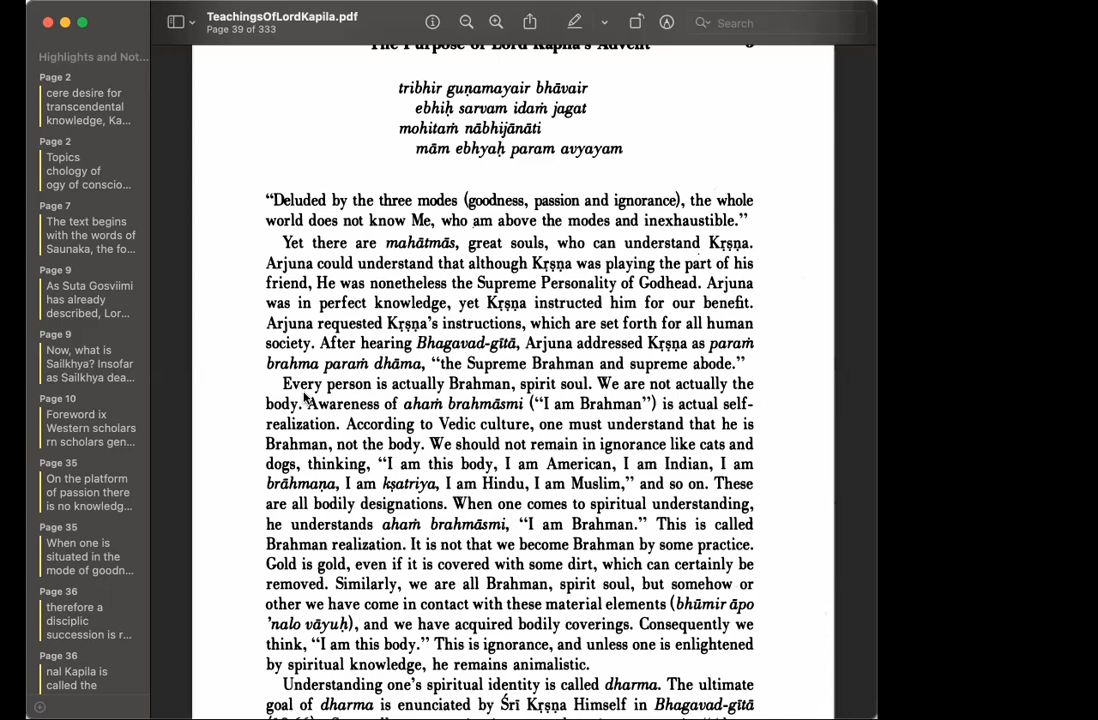 TeachingsOfLordKapila.pdf
Page 39 of 333
Search
Highlights and Not...
Page 2
cere desire for
transcendental
knowledge, Ka...
Page 2
Topics
chology of
ogy of conscio...
Page 7
The text begins
with the words of
Saunaka, the fo...
Page 9
As Suta Gosviimi
has already
described, Lor...
Page 9
Now, what is
Sailkhya? Insofar
as Sailkhya dea...
Page 10
Foreword ix
Western scholars
rn scholars gen...
Page 35
On the platform
of passion there
is no knowledg...
Page 35
When one is
situated in the
mode of goodn...
Page 36
therefore a
disciplic
succession is r...
Page 36
nal Kapila is
called the
The Purpose of Lord Kapila's Advent
tribhir guṇamayair bhāvair
ebhiḥ sarvam idaṁ jagat
mohitaṁ nābhijānāti
mām ebhyaḥ param avyayam
“Deluded by the three modes (goodness, passion and ignorance), the whole
world does not know Me, who am above the modes and inexhaustible.”
Yet there are mahātmās, great souls, who can understand Kṛṣṇa.
Arjuna could understand that although Kṛṣṇa was playing the part of his
friend, He was nonetheless the Supreme Personality of Godhead. Arjuna
was in perfect knowledge, yet Kṛṣṇa instructed him for our benefit.
Arjuna requested Kṛṣṇa's instructions, which are set forth for all human
society. After hearing Bhagavad-gītā, Arjuna addressed Kṛṣṇa as paraṁ
brahma paraṁ dhāma, “the Supreme Brahman and supreme abode.”
Every person is actually Brahman, spirit soul. We are not actually the
body. Awareness of ahaṁ brahmāsmi (“I am Brahman”) is actual self-
realization. According to Vedic culture, one must understand that he is
Brahman, not the body. We should not remain in ignorance like cats and
dogs, thinking, “I am this body, I am American, I am Indian, I am
brāhmaṇa, I am kṣatriya, I am Hindu, I am Muslim,” and so on. These
are all bodily designations. When one comes to spiritual understanding,
he understands ahaṁ brahmāsmi, “I am Brahman.” This is called
Brahman realization. It is not that we become Brahman by some practice.
Gold is gold, even if it is covered with some dirt, which can certainly be
removed. Similarly, we are all Brahman, spirit soul, but somehow or
other we have come in contact with these material elements (bhūmir āpo
'nalo vāyuḥ), and we have acquired bodily coverings. Consequently we
think, “I am this body.” This is ignorance, and unless one is enlightened
by spiritual knowledge, he remains animalistic.
Understanding one's spiritual identity is called dharma. The ultimate
goal of dharma is enunciated by Śrī Kṛṣṇa Himself in Bhagavad-gītā